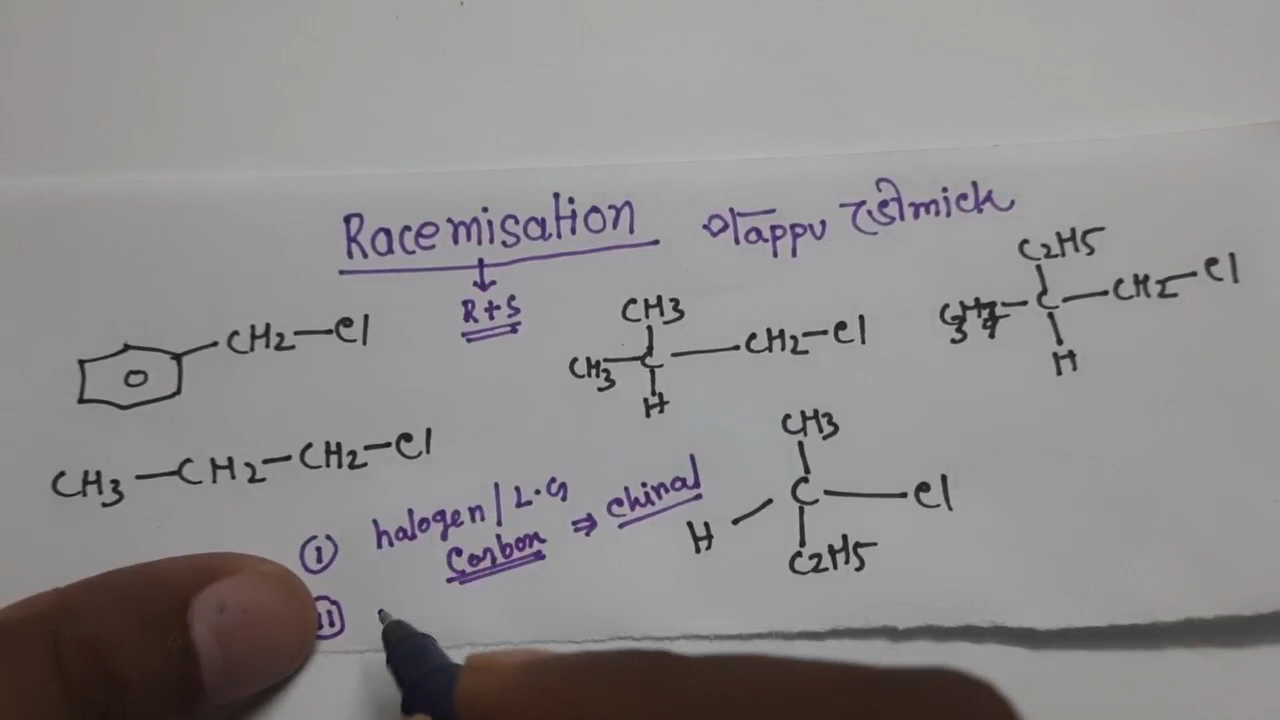 Racemisation
R+S
CH2-Cl
CH3
CH3-C-CH2-Cl
H
C2H5
C-CH2-Cl
H
CH3-CH2-CH2-Cl
CH3
H-C-Cl
C2H5
(I) halogen/L.G
Carbon ⇒ chiral
(II)